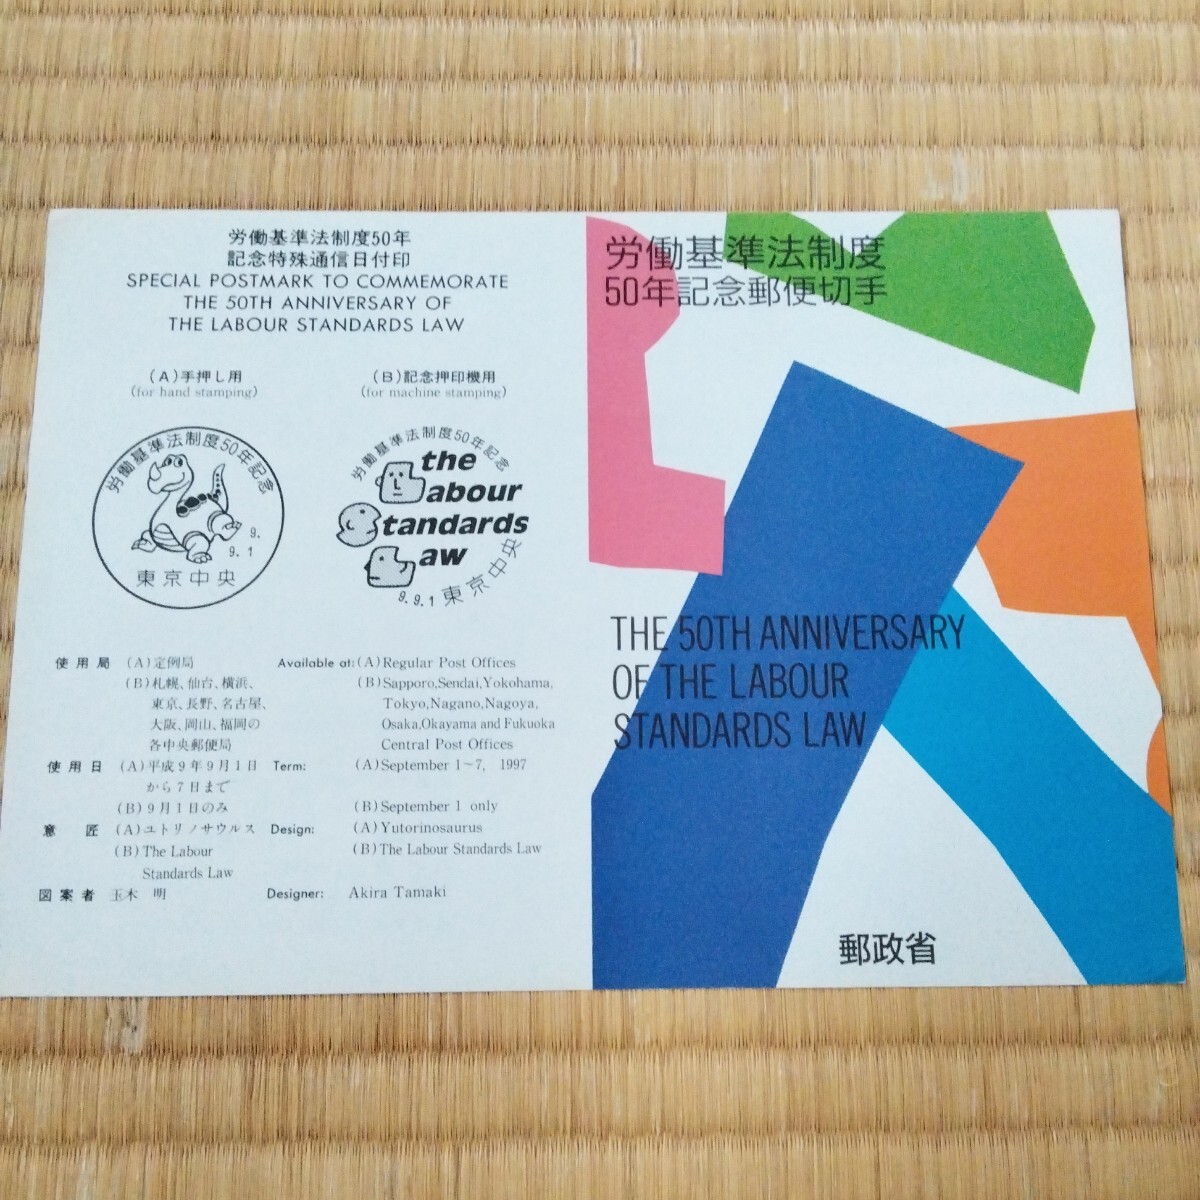 労働基準法制度50年
記念特殊通信日付印
SPECIAL POSTMARK TO COMMEMORATE
THE 50TH ANNIVERSARY OF
THE LABOUR STANDARDS LAW
(A)手押し用
(for hand stamping)
(B)記念押印機用
(for machine stamping)
労働基準法制度50年記念
9.
9.1
東京中央
労働基準法制度50年記念
the
Labour
Standards
Law
9.9.1 東京中央
使用局 (A)定例局
(B)札幌、仙台、横浜、
東京、長野、名古屋、
大阪、岡山、福岡の
各中央郵便局
使用日 (A)平成9年9月1日
から7日まで
(B)9月1日のみ
意匠 (A)ユトリノサウルス
(B)The Labour
Standards Law
図案者 玉木 明
Available at:(A)Regular Post Offices
(B)Sapporo,Sendai,Yokohama,
Tokyo,Nagano,Nagoya,
Osaka,Okayama and Fukuoka
Central Post Offices
Term: (A)September 1~7, 1997
(B)September 1 only
Design: (A)Yutorinosaurus
(B)The Labour Standards Law
Designer: Akira Tamaki
労働基準法制度
50年記念郵便切手
THE 50TH ANNIVERSARY
OF THE LABOUR
STANDARDS LAW
郵政省